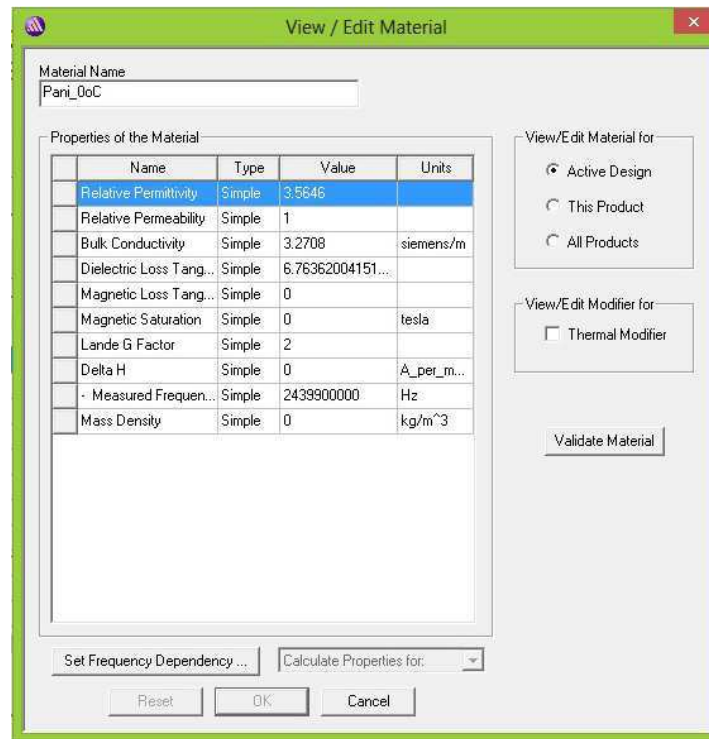 View / Edit Material
Material Name
Pani_0oC
Properties of the Material
Name Type Value Units
Relative Permittivity Simple 3.5646
Relative Permeability Simple 1
Bulk Conductivity Simple 3.2708 siemens/m
Dielectric Loss Tang... Simple 6.76362004151...
Magnetic Loss Tang... Simple 0
Magnetic Saturation Simple 0 tesla
Lande G Factor Simple 2
Delta H Simple 0 A_per_m...
- Measured Frequen... Simple 2439900000 Hz
Mass Density Simple 0 kg/m^3
View/Edit Material for
Active Design
This Product
All Products
View/Edit Modifier for
Thermal Modifier
Validate Material
Set Frequency Dependency ... Calculate Properties for:
Reset OK Cancel